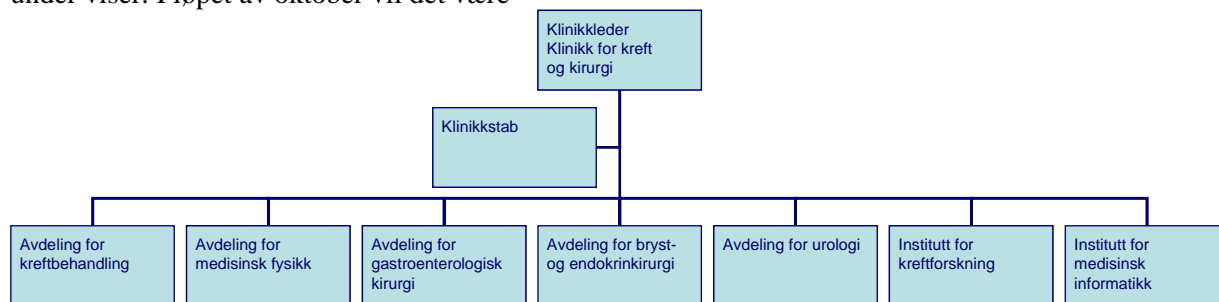 under viser. I løpet av oktober vil det være
Klinikkleder
Klinikk for kreft
og kirurgi
Klinikkstab
Avdeling for
kreftbehandling
Avdeling for
medisinsk fysikk
Avdeling for
gastroenterologisk
kirurgi
Avdeling for bryst-
og endokrinkirurgi
Avdeling for urologi
Institutt for
kreftforskning
Institutt for
medisinsk
informatikk